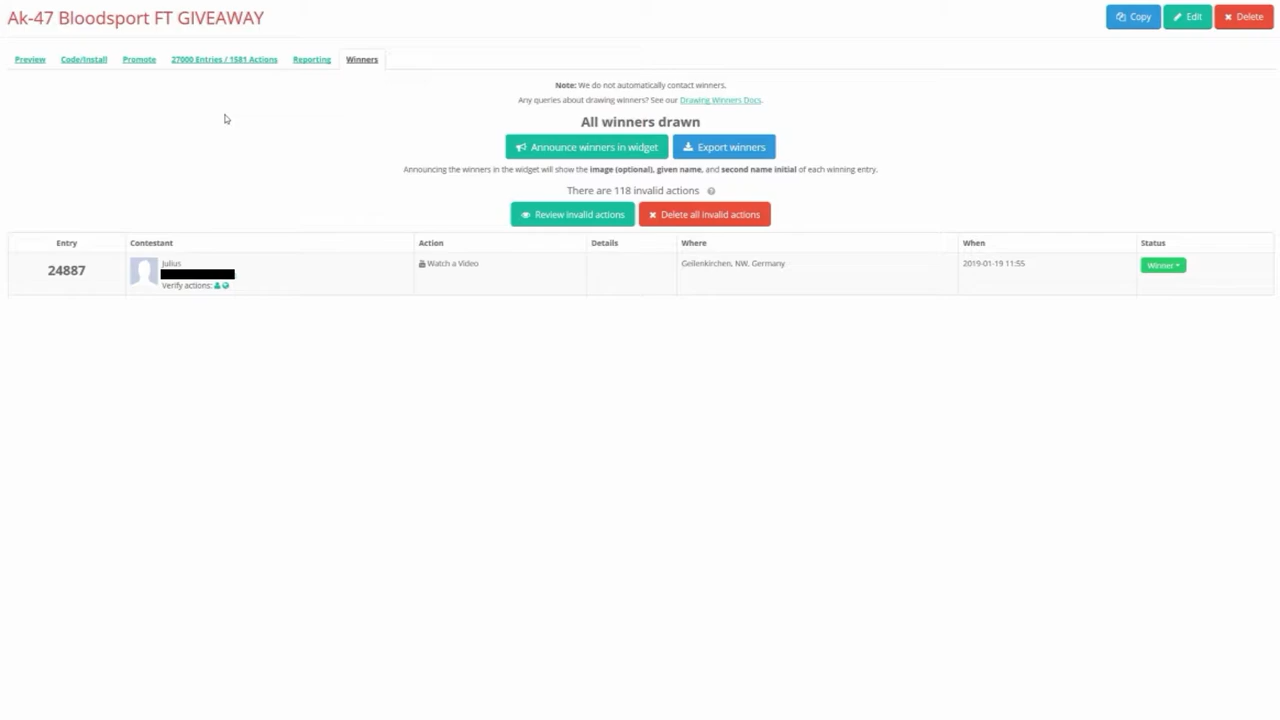 Ak-47 Bloodsport FT GIVEAWAY
Copy
Edit
Delete
Preview
Code/Install
Promote
27000 Entries / 1581 Actions
Reporting
Winners
Note: We do not automatically contact winners.
Any queries about drawing winners? See our Drawing Winners Docs.
All winners drawn
Announce winners in widget
Export winners
Announcing the winners in the widget will show the image (optional), given name, and second name initial of each winning entry.
There are 118 invalid actions
Review invalid actions
Delete all invalid actions
Entry Contestant Action Details Where When Status
24887
Julius
Verify actions:
Watch a Video
Geilenkirchen, NW, Germany
2019-01-19 11:55
Winner